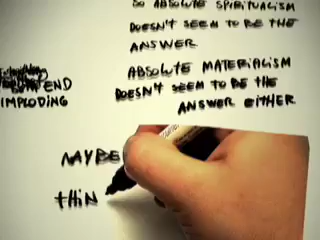 SO ABSOLUTE SPIRITUALISM
DOESN'T SEEM TO BE THE
ANSWER
ABSOLUTE MATERIALISM
DOESN'T SEEM TO BE THE
ANSWER EITHER
TEND
IMPLODING
MAYBE
THIN